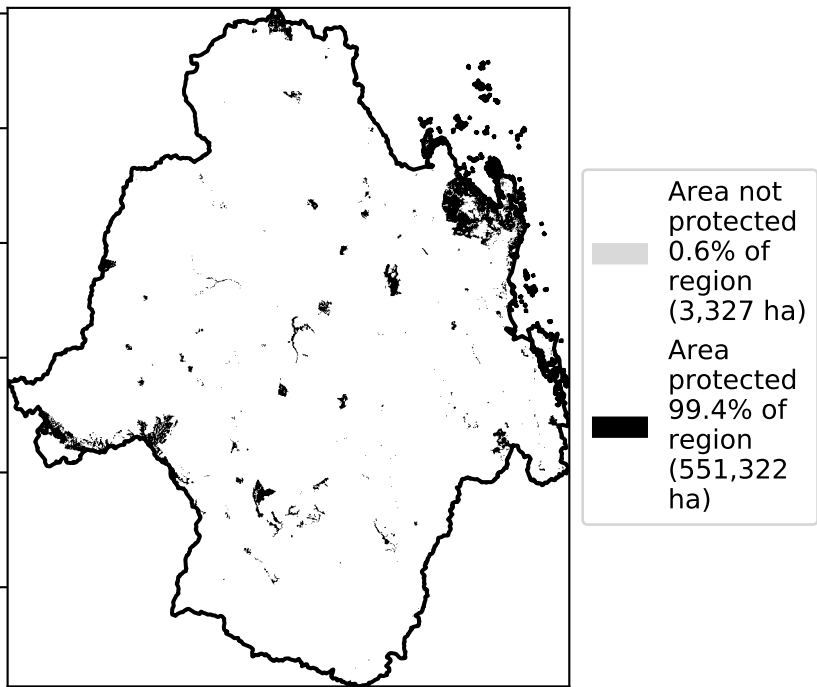 Area not
protected
0.6% of
region
(3,327 ha)
Area
protected
99.4% of
region
(551,322
ha)